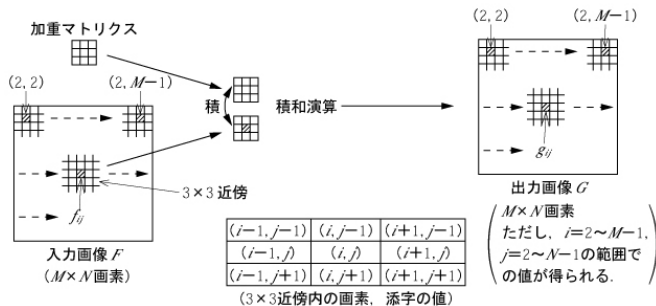 加重マトリクス
(2, 2)
(2, M−1)
積
積和演算
3×3近傍
f_ij
入力画像 F
(M×N画素)
(2, 2)
(2, M−1)
g_ij
出力画像 G
(M×N画素
ただし,i=2〜M−1,
j=2〜N−1の範囲で
の値が得られる.)
(i−1, j−1) (i, j−1) (i+1, j−1)
(i−1, j) (i, j) (i+1, j)
(i−1, j+1) (i, j+1) (i+1, j+1)
(3×3近傍内の画素,添字の値)